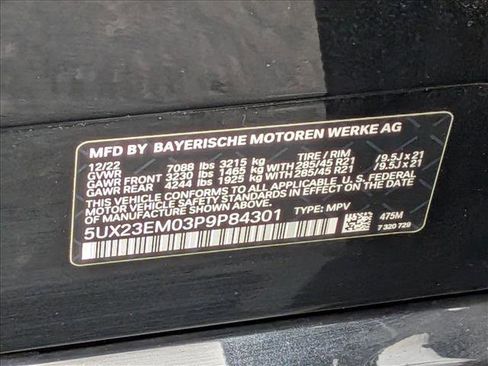 MFD BY BAYERISCHE MOTOREN WERKE AG
12/22 TIRE / RIM
GVWR 7088 lbs 3215 kg
GAWR FRONT 3230 lbs 1465 kg WITH 285/45 R21 /9.5J x 21
GAWR REAR 4244 lbs 1925 kg WITH 285/45 R21 /9.5J x 21
THIS VEHICLE CONFORMS TO ALL APPLICABLE FEDERAL
MOTOR VEHICLE SAFETY STANDARDS IN EFFECT ON THE DATE OF
MANUFACTURE SHOWN ABOVE.
5UX23EM03P9P84301 TYPE: MPV
475M
7 320 729